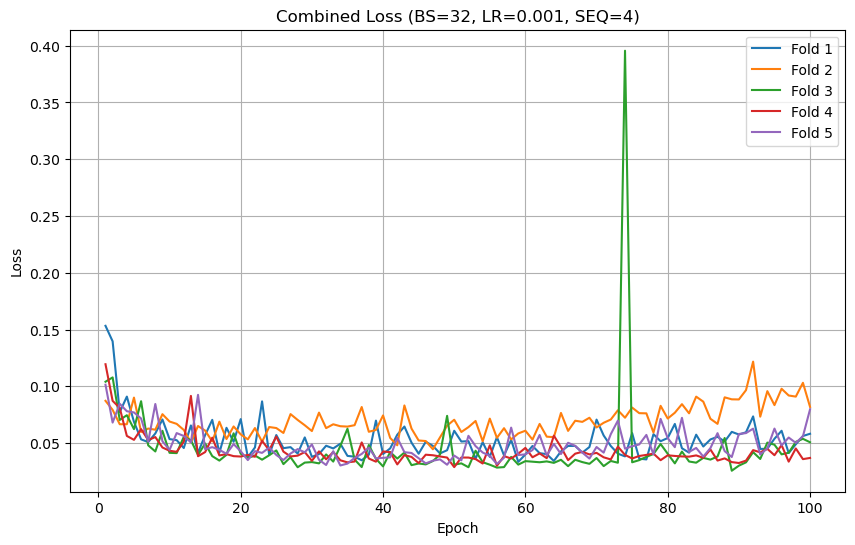 Combined Loss (BS=32, LR=0.001, SEQ=4)
Fold 1
Fold 2
Fold 3
Fold 4
Fold 5
0.40
0.35
0.30
0.25
0.20
0.15
0.10
0.05
Loss
0
20
40
60
80
100
Epoch